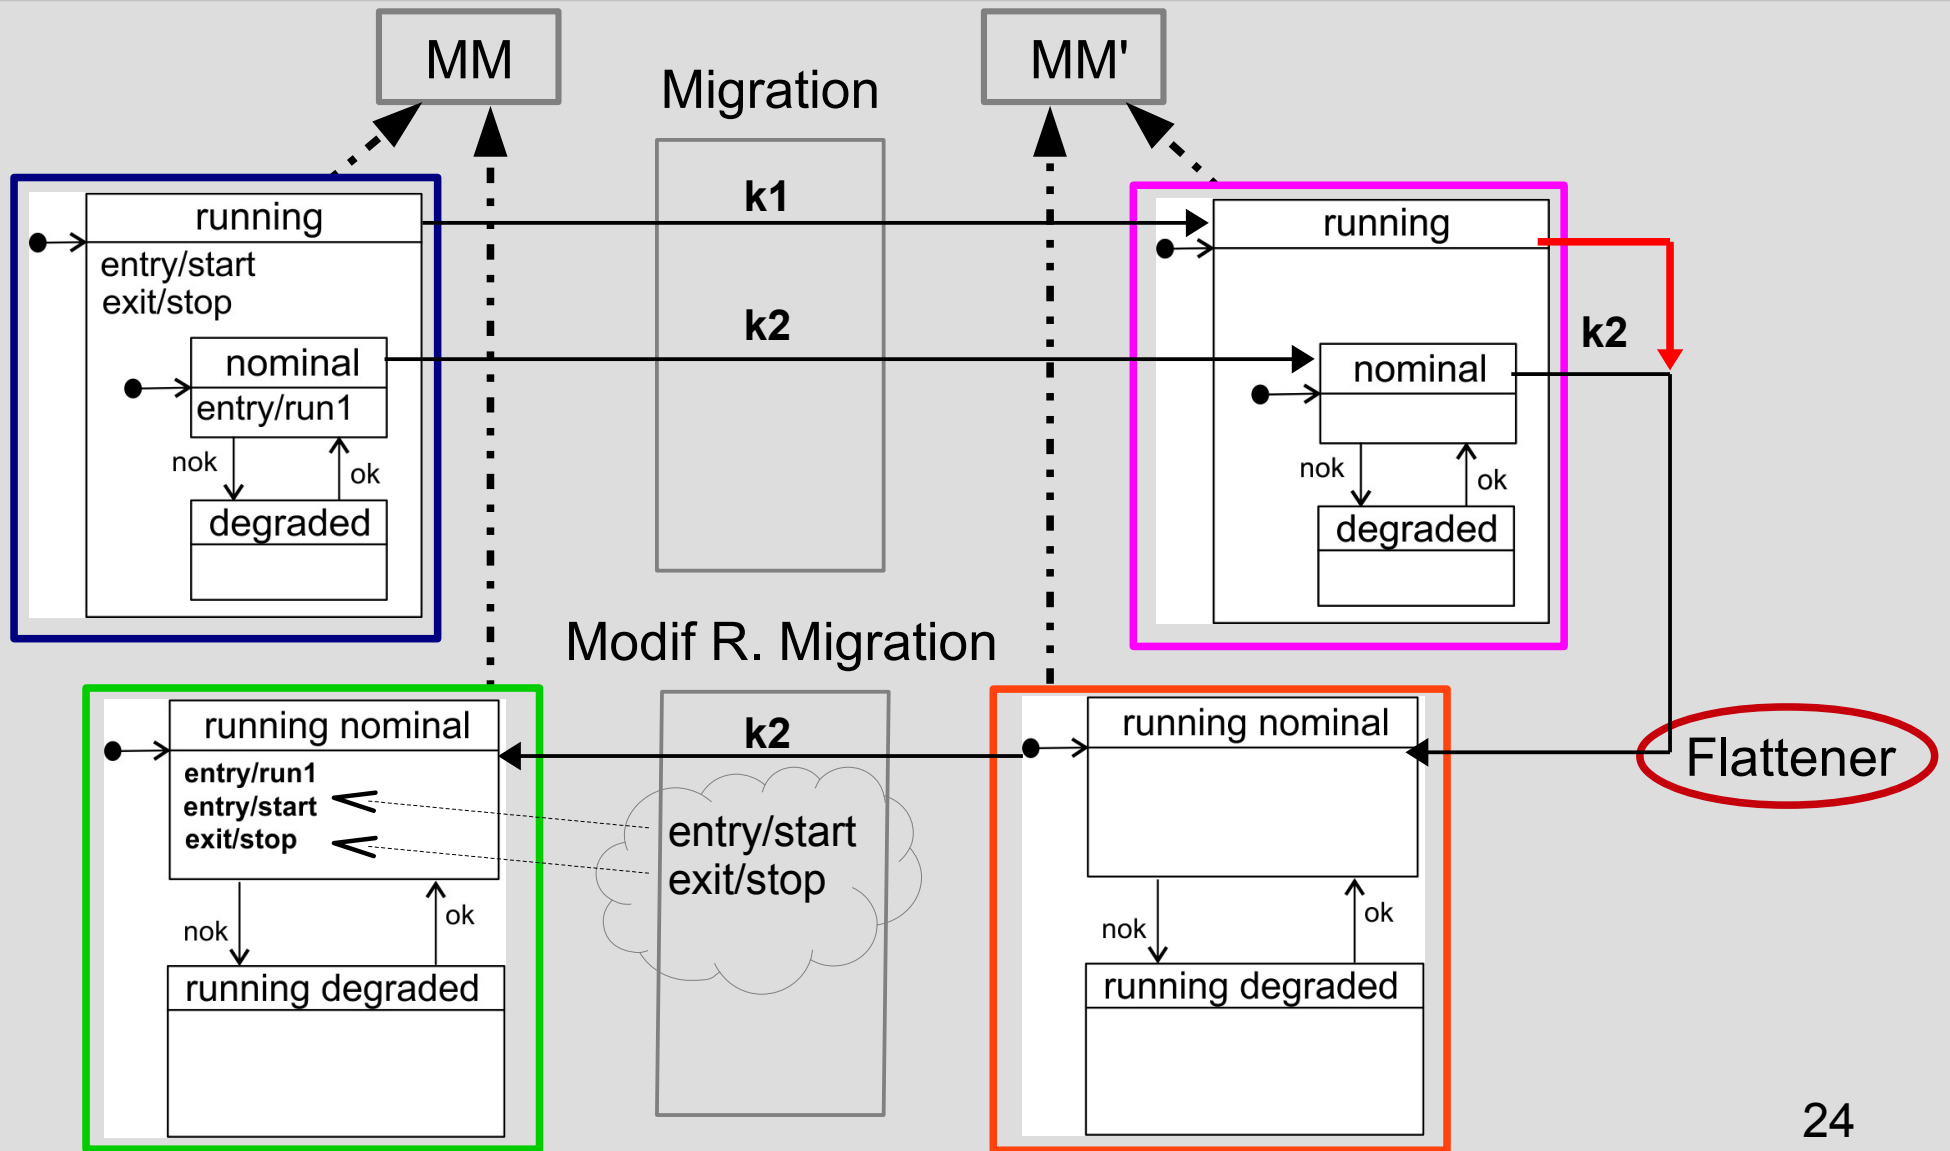 MM
MM'
Migration
k1
running
entry/start
exit/stop
k2
nominal
entry/run1
nok
ok
degraded
running
k2
nominal
nok
ok
degraded
Modif R. Migration
running nominal
entry/run1
entry/start
exit/stop
nok
ok
running degraded
k2
entry/start
exit/stop
running nominal
nok
ok
running degraded
Flattener
24